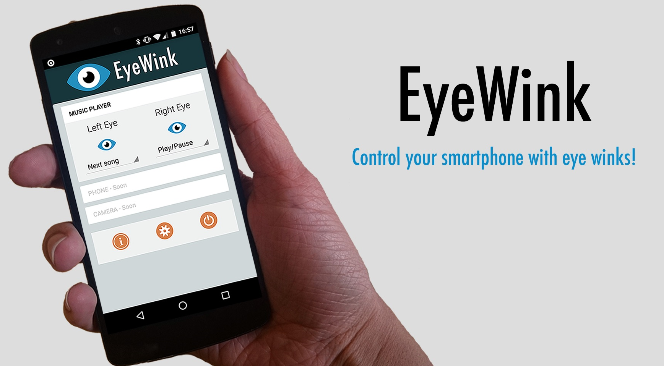 16:57
EyeWink
MUSIC PLAYER
Left Eye
Right Eye
Next song
Play/Pause
PHONE - Soon
CAMERA - Soon
EyeWink
Control your smartphone with eye winks!